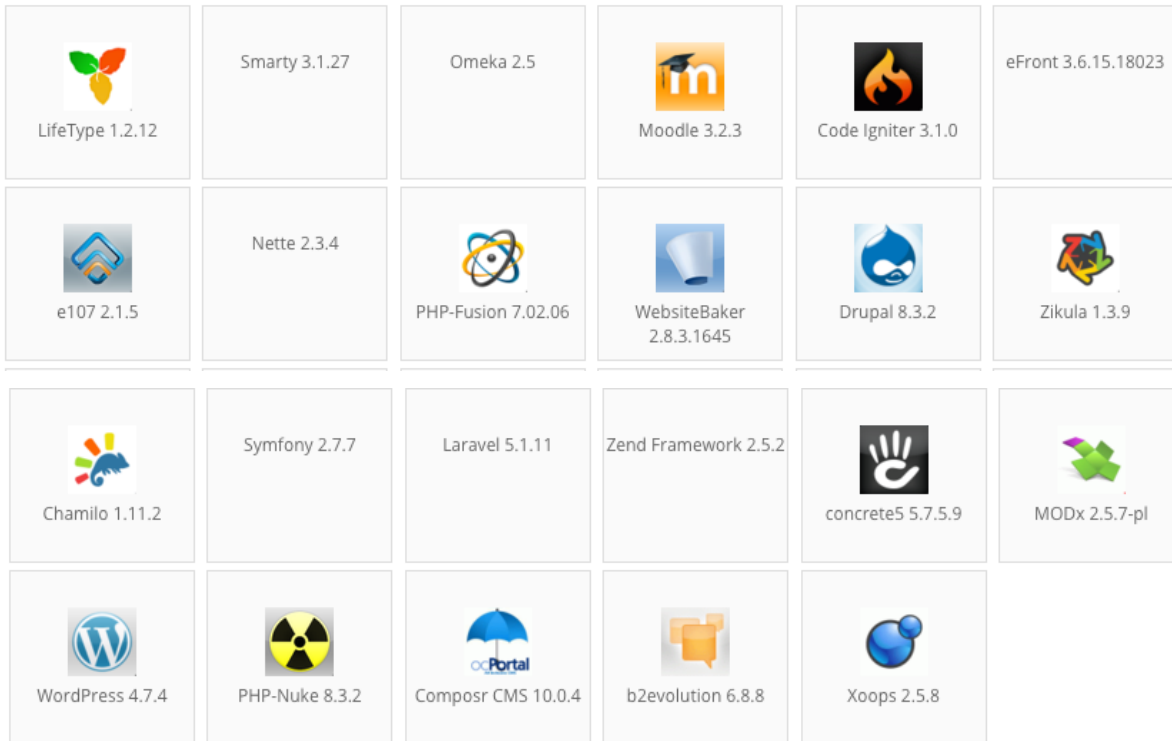 LifeType 1.2.12
Smarty 3.1.27
Omeka 2.5
m
Moodle 3.2.3
Code Igniter 3.1.0
eFront 3.6.15.18023
e107 2.1.5
Nette 2.3.4
PHP-Fusion 7.02.06
WebsiteBaker
2.8.3.1645
Drupal 8.3.2
Zikula 1.3.9
Chamilo 1.11.2
Symfony 2.7.7
Laravel 5.1.11
Zend Framework 2.5.2
concrete5 5.7.5.9
MODx 2.5.7-pl
W
WordPress 4.7.4
PHP-Nuke 8.3.2
ocPortal
Composr CMS 10.0.4
b2evolution 6.8.8
Xoops 2.5.8